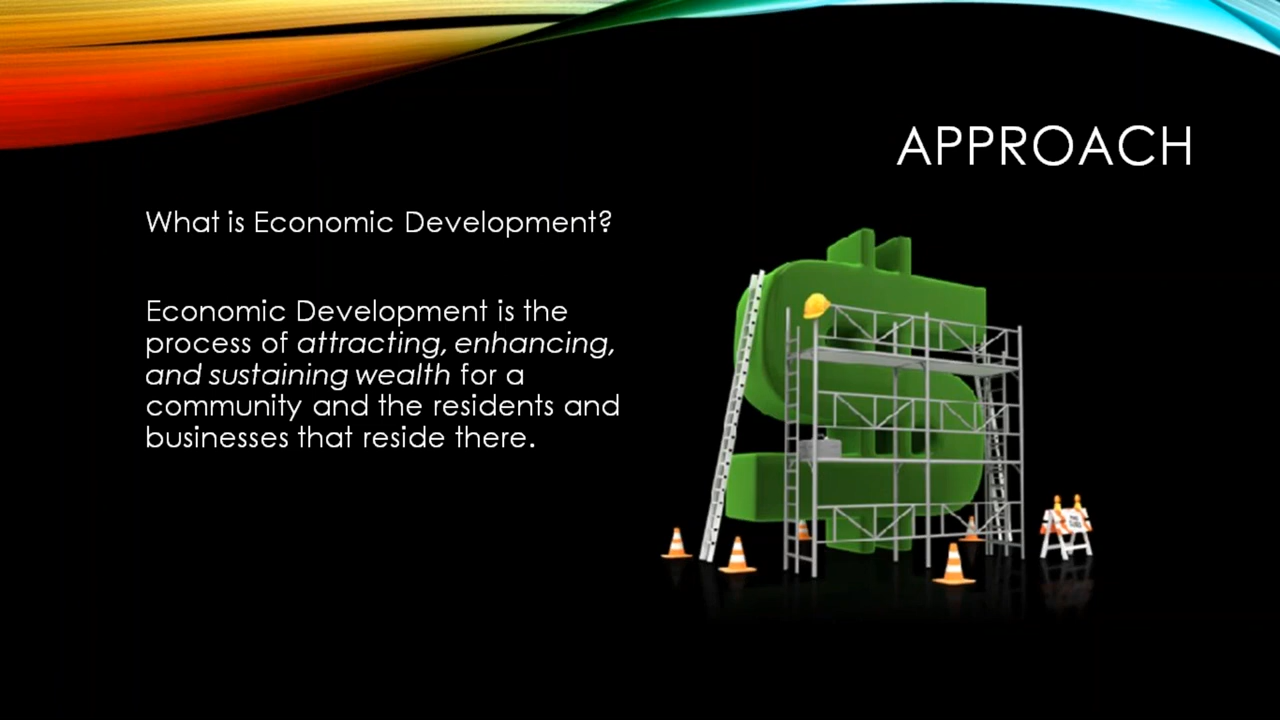 APPROACH
What is Economic Development?
Economic Development is the
process of attracting, enhancing,
and sustaining wealth for a
community and the residents and
businesses that reside there.